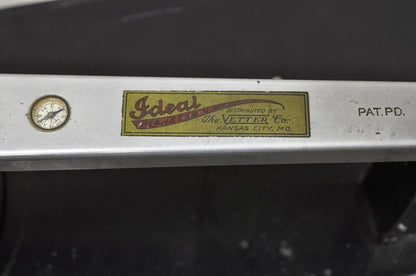 Ideal
DISTRIBUTED BY
The VETTER Co.
KANSAS CITY, MO.
PAT. PD.